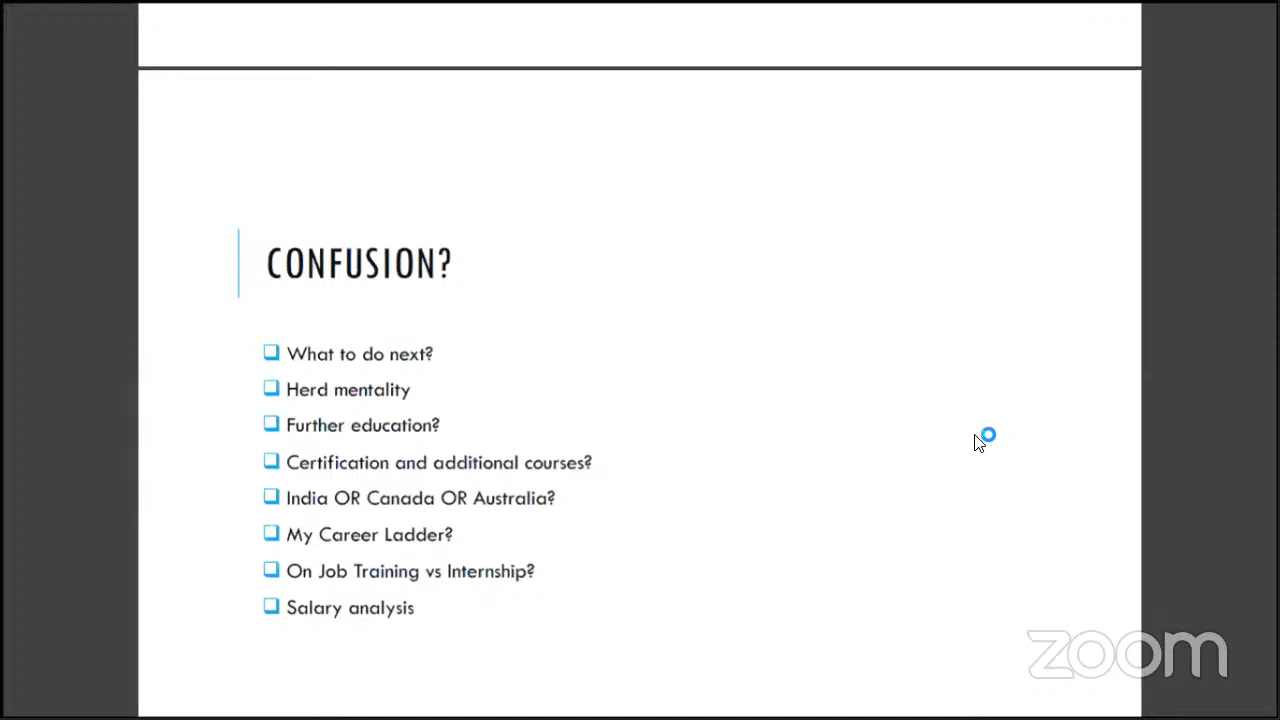 CONFUSION?
What to do next?
Herd mentality
Further education?
Certification and additional courses?
India OR Canada OR Australia?
My Career Ladder?
On Job Training vs Internship?
Salary analysis
zoom